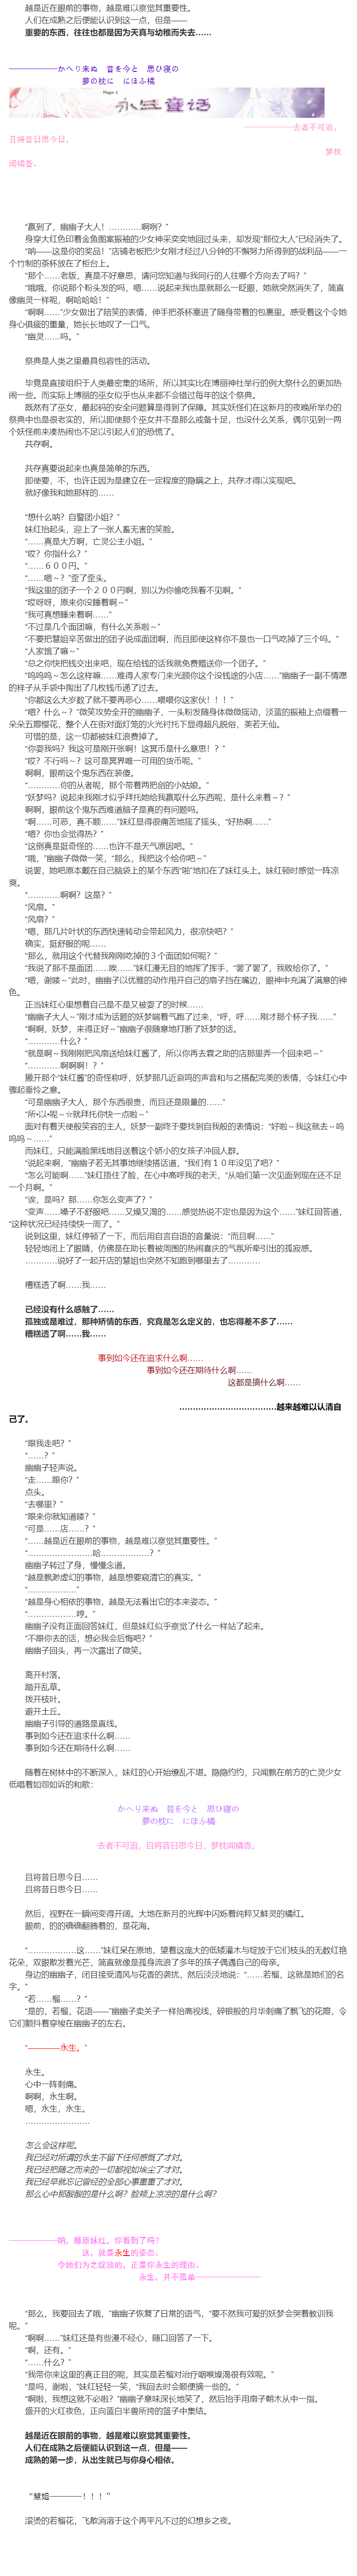 越是近在眼前的事物，越是难以察觉其重要性。
人们在成熟之后便能认识到这一点，但是——
重要的东西，往往也都是因为天真与幼稚而失去……
——————かへり来ぬ　昔を今と　思ひ寝の
夢の枕に　にほふ橘
Page 2
永生童话
——————去者不可追，
且将昔日思今日，
梦枕
闻橘香。
“赢到了，幽幽子大人！…………啊咧？”
身穿大红色印着金鱼图案振袖的少女神采奕奕地回过头来，却发现“那位大人”已经消失了。
“呐——这是你的奖品！”店铺老板把少女刚才经过八分钟的不懈努力所得到的战利品——一
个竹制的茶杯放在了柜台上。
“那个……老版，真是不好意思，请问您知道与我同行的人往哪个方向去了吗？”
“哦哦，你说那个粉头发的吗，嗯……说起来我也是就那么一眨眼，她就突然消失了，简直
像幽灵一样呢，啊哈哈哈！”
“啊啊……”少女做出了陪笑的表情，伸手把茶杯塞进了随身带着的包裹里。感受着这个令她
身心俱疲的重量，她长长地叹了一口气。
“幽灵……吗。”
祭典是人类之里最具包容性的活动。
毕竟是直接组织于人类最密集的场所，所以其实比在博丽神社举行的例大祭什么的更加热
闹一些。而实际上博丽的巫女似乎也从来都不会错过每年的这个祭典。
既然有了巫女，最起码的安全问题算是得到了保障。其实妖怪们在这新月的夜晚所举办的
祭典中也是很老实的，所以即使那个巫女并不是那么戒备十足，也没什么关系，偶尔见到一两
个妖怪前来凑热闹也不足以引起人们的恐慌了。
共存啊。
共存真要说起来也真是简单的东西。
即使要，不，也许正因为是建立在一定程度的隐瞒之上，共存才得以实现吧。
就好像我和她那样的……
“想什么呐？自警团小姐？”
妹红抬起头，迎上了一张人畜无害的笑脸。
“……真是大方啊，亡灵公主小姐。”
“哎？你指什么？”
“……６００円。”
“……嗯～？”歪了歪头。
“我这里的团子一个２００円啊，别以为你偷吃我看不见啊。”
“哎呀呀，原来你没睡着啊～”
“我可真想睡来着啊……”
“不过是几个面团嘛，有什么关系啦～”
“不要把慧姐辛苦做出的团子说成面团啊，而且即使这样你不是也一口气吃掉了三个吗。”
“人家饿了嘛～”
“总之你快把钱交出来吧，现在给钱的话我就免费赠送你一个团子。”
“呜呜呜～怎么这样嘛……难得人家专门来光顾你这个没钱途的小店……”幽幽子一副不情愿
的样子从手袋中掏出了几枚钱币递了过去。
“你都这么大岁数了就不要再恶心……喂喂你这家伙！！！”
“嗯？什么～？”微笑攻势全开的幽幽子，一头粉发随身体微微摇动，淡蓝的振袖上点缀着一
朵朵五瓣樱花，整个人在街对面灯笼的火光衬托下显得超凡脱俗，美若天仙。
可惜的是，这一切都被妹红浪费掉了。
“你耍我吗？我这可是刚开张啊！这冥币是什么意思！？”
“哎？不行吗～？这可是冥界唯一可用的货币呢。”
啊啊，眼前这个鬼东西在装傻。
“…………你的从者呢，那个带着两把剑的小姑娘。”
“妖梦吗？说起来我刚才似乎拜托她给我赢取什么东西呢，是什么来着～？”
啊啊，眼前这个鬼东西难道脑子是真的有问题吗。
“啊……可恶，真不顺……”妹红显得很痛苦地摇了摇头，“好热啊……”
“嗯？你也会觉得热？”
“这倒真是挺奇怪的……也许不是天气原因吧。”
“哦，”幽幽子微微一笑，“那么，我把这个给你吧～”
说罢，她吧原本戴在自己脑袋上的某个东西“啪”地扣在了妹红头上。妹红顿时感觉一阵凉
爽。
“…………啊啊？这是？”
“风扇。”
“风扇？”
“嗯，那几片叶状的东西快速转动会带起风力，很凉快吧？”
确实，挺舒服的呢……
“那么，就用这个代替我刚刚吃掉的３个面团如何呢？”
“我说了那不是面团……唉……”妹红漫无目的地挥了挥手，“罢了罢了，我败给你了。”
“嗯，谢喽～”此时，幽幽子以优雅的动作甩开自己的扇子挡在嘴边，眼神中充满了满意的神
色。
正当妹红心里想着自己是不是又被耍了的时候……
“幽幽子大人～”刚才成为话题的妖梦喘着气跑了过来，“呼，呼……刚才那个杯子我……”
“啊啊，妖梦，来得正好～”幽幽子很随意地打断了妖梦的话。
“…………什么？”
“就是啊～我刚刚把风扇送给妹红酱了，所以你再去霖之助的店那里弄一个回来吧～”
“…………啊啊啊！？”
撇开那个“妹红酱”的奇怪称呼，妖梦那几近哀鸣的声音和与之搭配完美的表情，令妹红心中
骤起垂怜之意。
“可是幽幽子大人，那个东西很贵，而且还是限量的……”
“所•以•呢～☆就拜托你快一点啦～”
面对有着天使般笑容的主人，妖梦一副终于要找到自我般的表情说：“好啦～我这就去～呜
呜呜～……”
而妹红，只能满脸黑线地目送着这个娇小的女孩子冲回人群。
“说起来啊，”幽幽子若无其事地继续搭话道，“我们有１０年没见了吧？”
“怎么可能啊……”妹红捂住了脸，在心中高呼我的老天，“从咱们第一次见面到现在还不足
一个月啊。”
“诶，是吗？那……你怎么变声了？”
“变声……嗓子不舒服吧……又燥又渴的……感觉热说不定也是因为这个……”妹红回答道，
“这种状况已经持续快一周了。”
说到这里，妹红停顿了一下，而后用自言自语的音量说：“而且啊……”
轻轻地闭上了眼睛，仿佛是在助长着被周围的热闹喜庆的气氛所牵引出的孤寂感。
…………说好了一起开店的慧姐也突然不知跑到哪里去了…………
糟糕透了啊……我……
已经没有什么感触了……
孤独或是难过，那种矫情的东西，究竟是怎么定义的，也忘得差不多了……
糟糕透了啊……我……
事到如今还在追求什么啊……
事到如今还在期待什么啊……
这都是搞什么啊……
………………………………越来越难以认清自
己了。
“跟我走吧？”
“……？”
幽幽子轻声说。
“走……跟你？”
点头。
“去哪里？”
“跟来你就知道喽？”
“可是……店……？”
“……越是近在眼前的事物，越是难以察觉其重要性。”
“……………………哈………………？”
幽幽子转过了身，慢慢念道。
“越是飘渺虚幻的事物，越是想要窥清它的真实。”
“………………”
“越是身心相依的事物，越是无法看出它的本来姿态。”
“………………哼。”
幽幽子没有正面回答妹红，但是妹红似乎察觉了什么一样站了起来。
“不跟你去的话，想必我会后悔吧？”
幽幽子回头，再一次露出了微笑。
离开村落。
踏开乱草。
拨开枝叶。
避开土丘。
幽幽子引导的道路是直线。
事到如今还在追求什么啊……
事到如今还在期待什么啊……
随着在树林中的不断深入，妹红的心开始缭乱不堪。隐隐约约，只闻飘在前方的亡灵少女
低唱着如怨如诉的和歌：
かへり来ぬ　昔を今と　思ひ寝の
夢の枕に　にほふ橘
去者不可追，且将昔日思今日，梦枕闻橘香。
且将昔日思今日……
且将昔日思今日……
然后，视野在一瞬间变得开阔。大地在新月的光辉中闪烁着纯粹又鲜灵的橘红。
眼前，的的确确翻腾着的，是花海。
“………………这……”妹红呆在原地，望着这庞大的低矮灌木与绽放于它们枝头的无数红艳
花朵，双眼散发着光芒，简直就像是孤身流浪了多年的孩子偶遇自己的母亲。
身边的幽幽子，闭目接受清风与花香的袭扰，然后淡淡地说：“……若榴，这就是她们的名
字。”
“若……榴……？”
“是的，若榴，花语——”幽幽子卖关子一样抬高视线，碎银般的月华刺痛了飘飞的花瓣，令
它们颤抖着穿梭在幽幽子的左右。
“————永生。”
永生。
心中一阵刺痛。
啊啊，永生啊。
嗯，永生，永生。
……………………
怎么会这样呢。
我已经对所谓的永生不留下任何感慨了才对。
我已经把随之而来的一切都视如埃尘了才对。
我已经早就忘记曾经的全部心事重重了才对。
那么心中那酸酸的是什么啊？脸颊上凉凉的是什么啊？
——————呐，藤原妹红，你看到了吗？
这，就是永生的姿态。
令她们为之绽放的，正是你永生的理由。
永生，并不孤单————————
“那么，我要回去了哦，”幽幽子恢复了日常的语气，“要不然我可爱的妖梦会哭着教训我
呢。”
“啊啊……”妹红还是有些漫不经心，随口回答了一下。
“啊，还有。”
“……什么？”
“我带你来这里的真正目的呢，其实是若榴对治疗咽喉燥渴很有效呢。”
“是吗，谢啦，”妹红轻轻一笑，“我回去时会顺便摘一些的。”
“啊啦，我想这就不必啦？”幽幽子意味深长地笑了，然后抬手用扇子朝木从中一指。
盛开的火红夜色，正向蓝白半兽所挎的篮子中集结。
越是近在眼前的事物，越是难以察觉其重要性。
人们在成熟之后便能认识到这一点，但是——
成熟的第一步，从出生就已与你身心相依。
“慧姐————！！！”
滚烫的若榴花，飞散消溶于这个再平凡不过的幻想乡之夜。